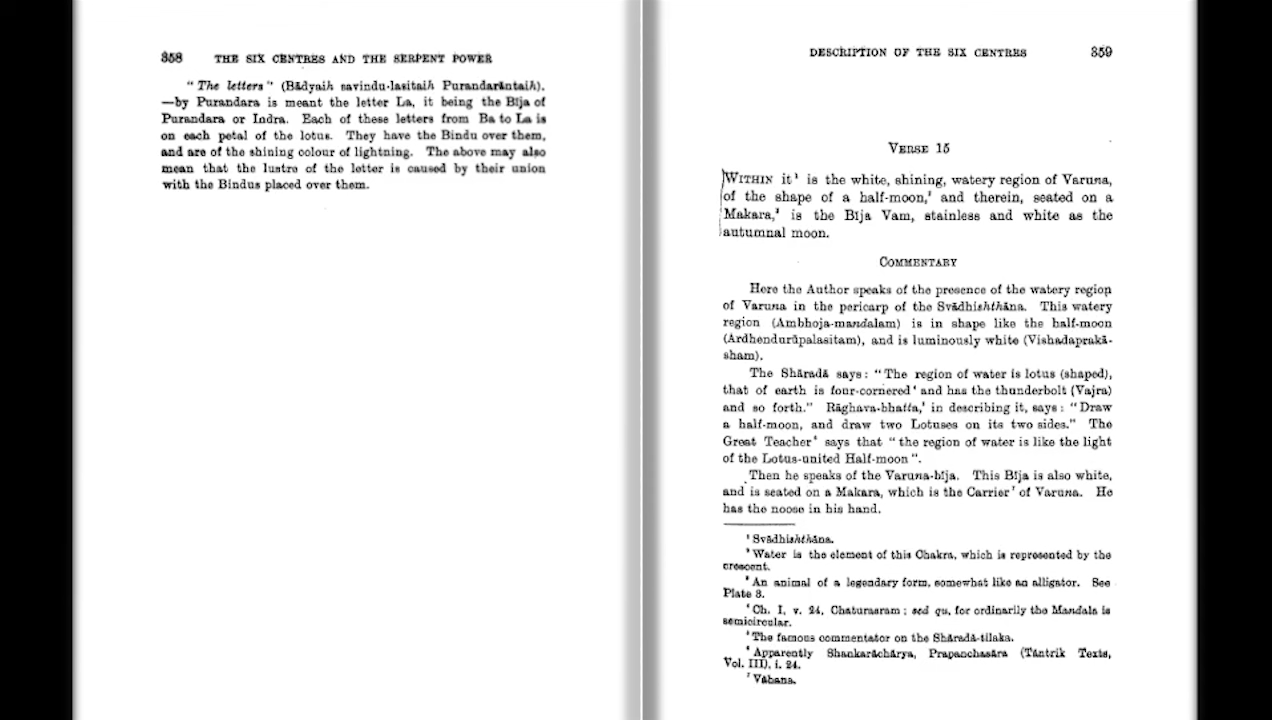 358 THE SIX CENTRES AND THE SERPENT POWER
"The letters" (Bādyaih savindu-lasitaih Purandarāntaih).
—by Purandara is meant the letter La, it being the Bīja of
Purandara or Indra. Each of these letters from Ba to La is
on each petal of the lotus. They have the Bindu over them,
and are of the shining colour of lightning. The above may also
mean that the lustre of the letter is caused by their union
with the Bindus placed over them.
DESCRIPTION OF THE SIX CENTRES 359
VERSE 15
WITHIN it¹ is the white, shining, watery region of Varuna,
of the shape of a half-moon,² and therein, seated on a
Makara,³ is the Bīja Vam, stainless and white as the
autumnal moon.
COMMENTARY
Here the Author speaks of the presence of the watery region
of Varuna in the pericarp of the Svādhishthāna. This watery
region (Ambhoja-mandalam) is in shape like the half-moon
(Ardhendurūpalasitam), and is luminously white (Vishadaprakā-
sham).
The Shāradā says: "The region of water is lotus (shaped),
that of earth is four-cornered⁴ and has the thunderbolt (Vajra)
and so forth." Rāghava-bhatta,⁵ in describing it, says: "Draw
a half-moon, and draw two Lotuses on its two sides." The
Great Teacher⁶ says that "the region of water is like the light
of the Lotus-united Half-moon".
Then he speaks of the Varuna-bīja. This Bīja is also white,
and is seated on a Makara, which is the Carrier⁷ of Varuna. He
has the noose in his hand.
¹ Svādhishthāna.
² Water is the element of this Chakra, which is represented by the
crescent.
³ An animal of a legendary form, somewhat like an alligator. See
Plate 3.
⁴ Ch. I, v. 24, Chaturasram; sed qu, for ordinarily the Mandala is
semicircular.
⁵ The famous commentator on the Shāradā-tilaka.
⁶ Apparently Shankarāchārya, Prapanchasāra (Tāntrik Texts,
Vol. III), i. 24.
⁷ Vāhana.